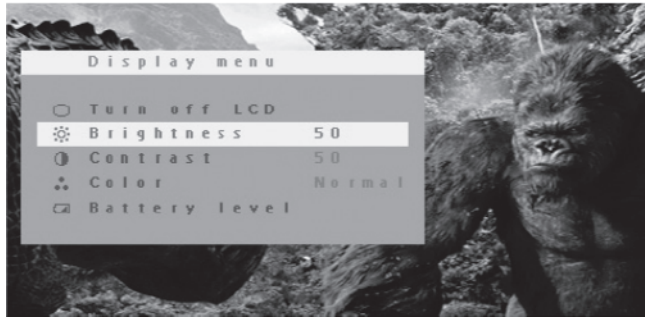 Display menu
Turn off LCD
Brightness 50
Contrast 50
Color Normal
Battery level